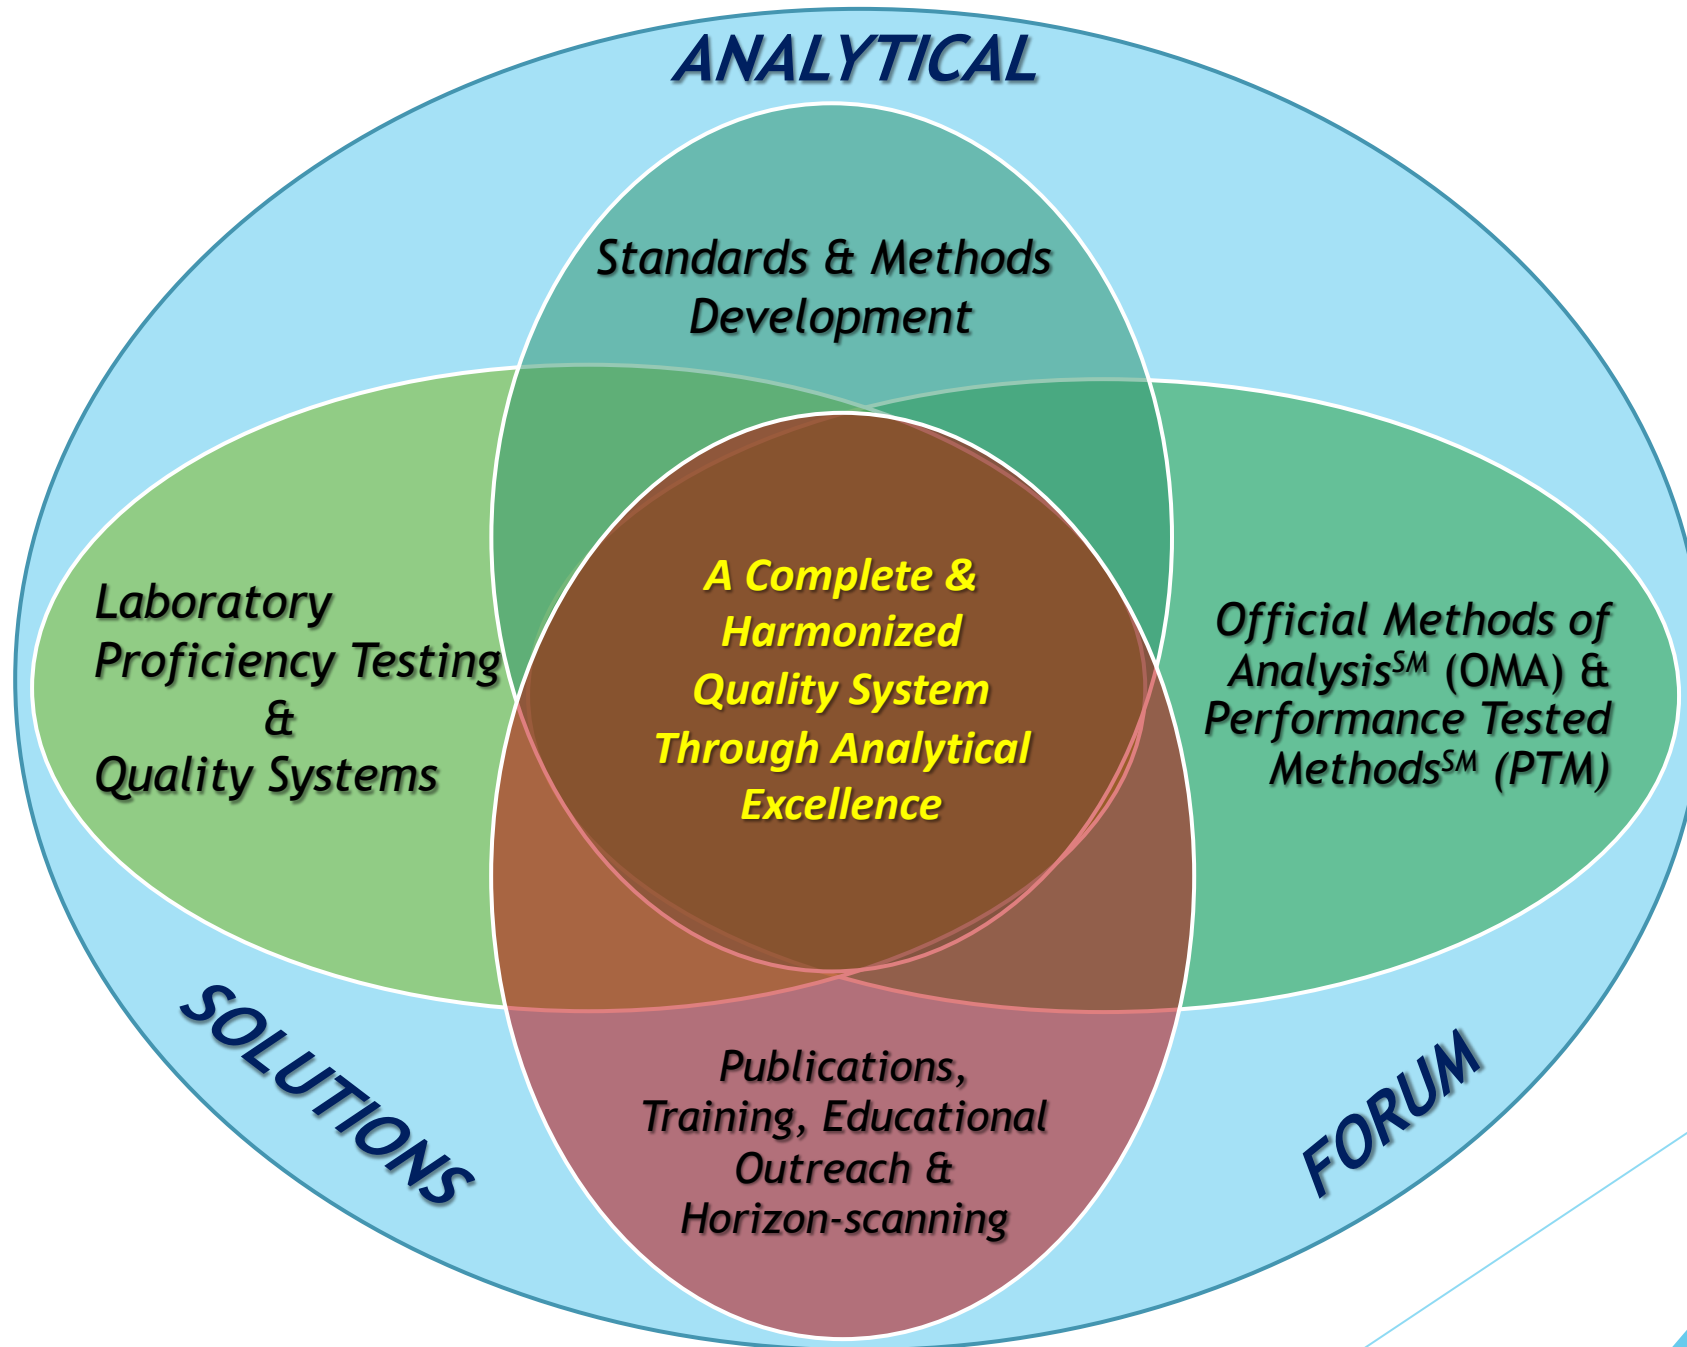 ANALYTICAL
Standards & Methods
Development
Laboratory
Proficiency Testing
&
Quality Systems
A Complete &
Harmonized
Quality System
Through Analytical
Excellence
Official Methods of
Analysis℠ (OMA) &
Performance Tested
Methods℠ (PTM)
Publications,
Training, Educational
Outreach &
Horizon-scanning
SOLUTIONS
FORUM